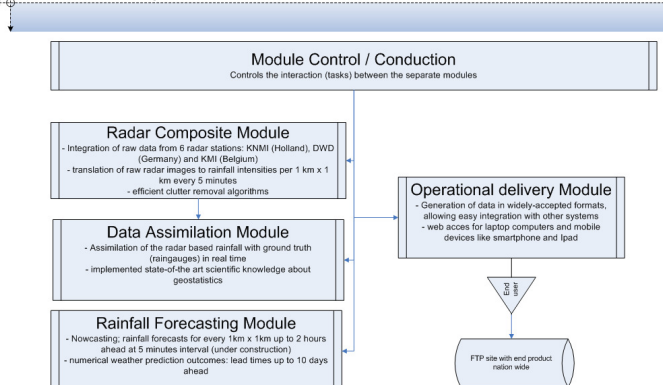 Module Control / Conduction
Controls the interaction (tasks) between the separate modules
Radar Composite Module
- Integration of raw data from 6 radar stations: KNMI (Holland), DWD
(Germany) and KMI (Belgium)
- translation of raw radar images to rainfall intensities per 1 km x 1
km every 5 minutes
- efficient clutter removal algorithms
Data Assimilation Module
- Assimilation of the radar based rainfall with ground truth
(raingauges) in real time
- implemented state-of-the art scientific knowledge about
geostatistics
Rainfall Forecasting Module
- Nowcasting; rainfall forecasts for every 1km x 1km up to 2 hours
ahead at 5 minutes interval (under construction)
- numerical weather prediction outcomes: lead times up to 10 days
ahead
Operational delivery Module
- Generation of data in widely-accepted formats,
allowing easy integration with other systems
- web acces for laptop computers and mobile
devices like smartphone and Ipad
End
user
FTP site with end product
nation wide